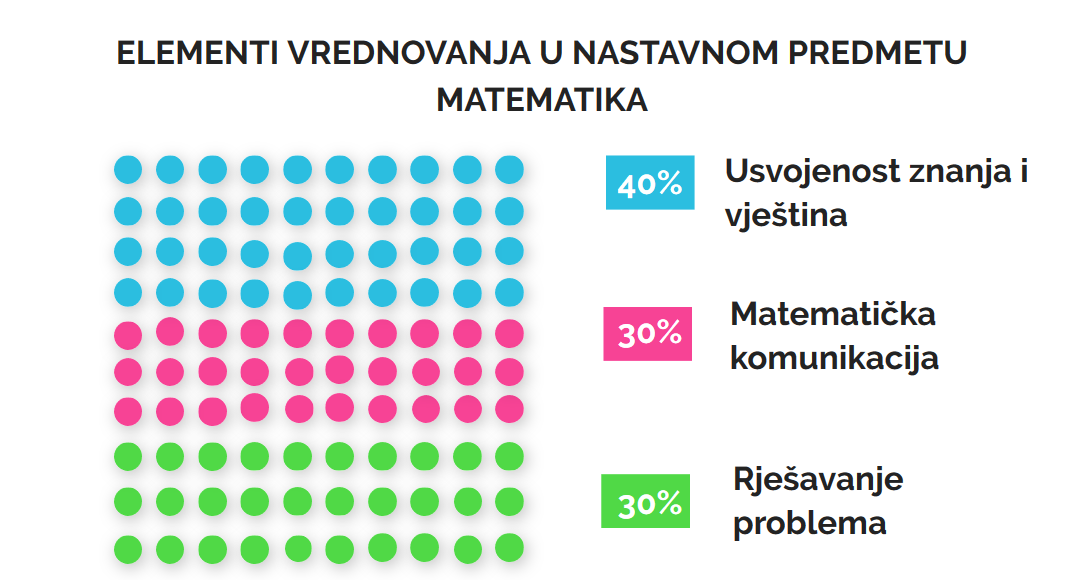 ELEMENTI VREDNOVANJA U NASTAVNOM PREDMETU
MATEMATIKA
40%
Usvojenost znanja i
vještina
30%
Matematička
komunikacija
30%
Rješavanje
problema